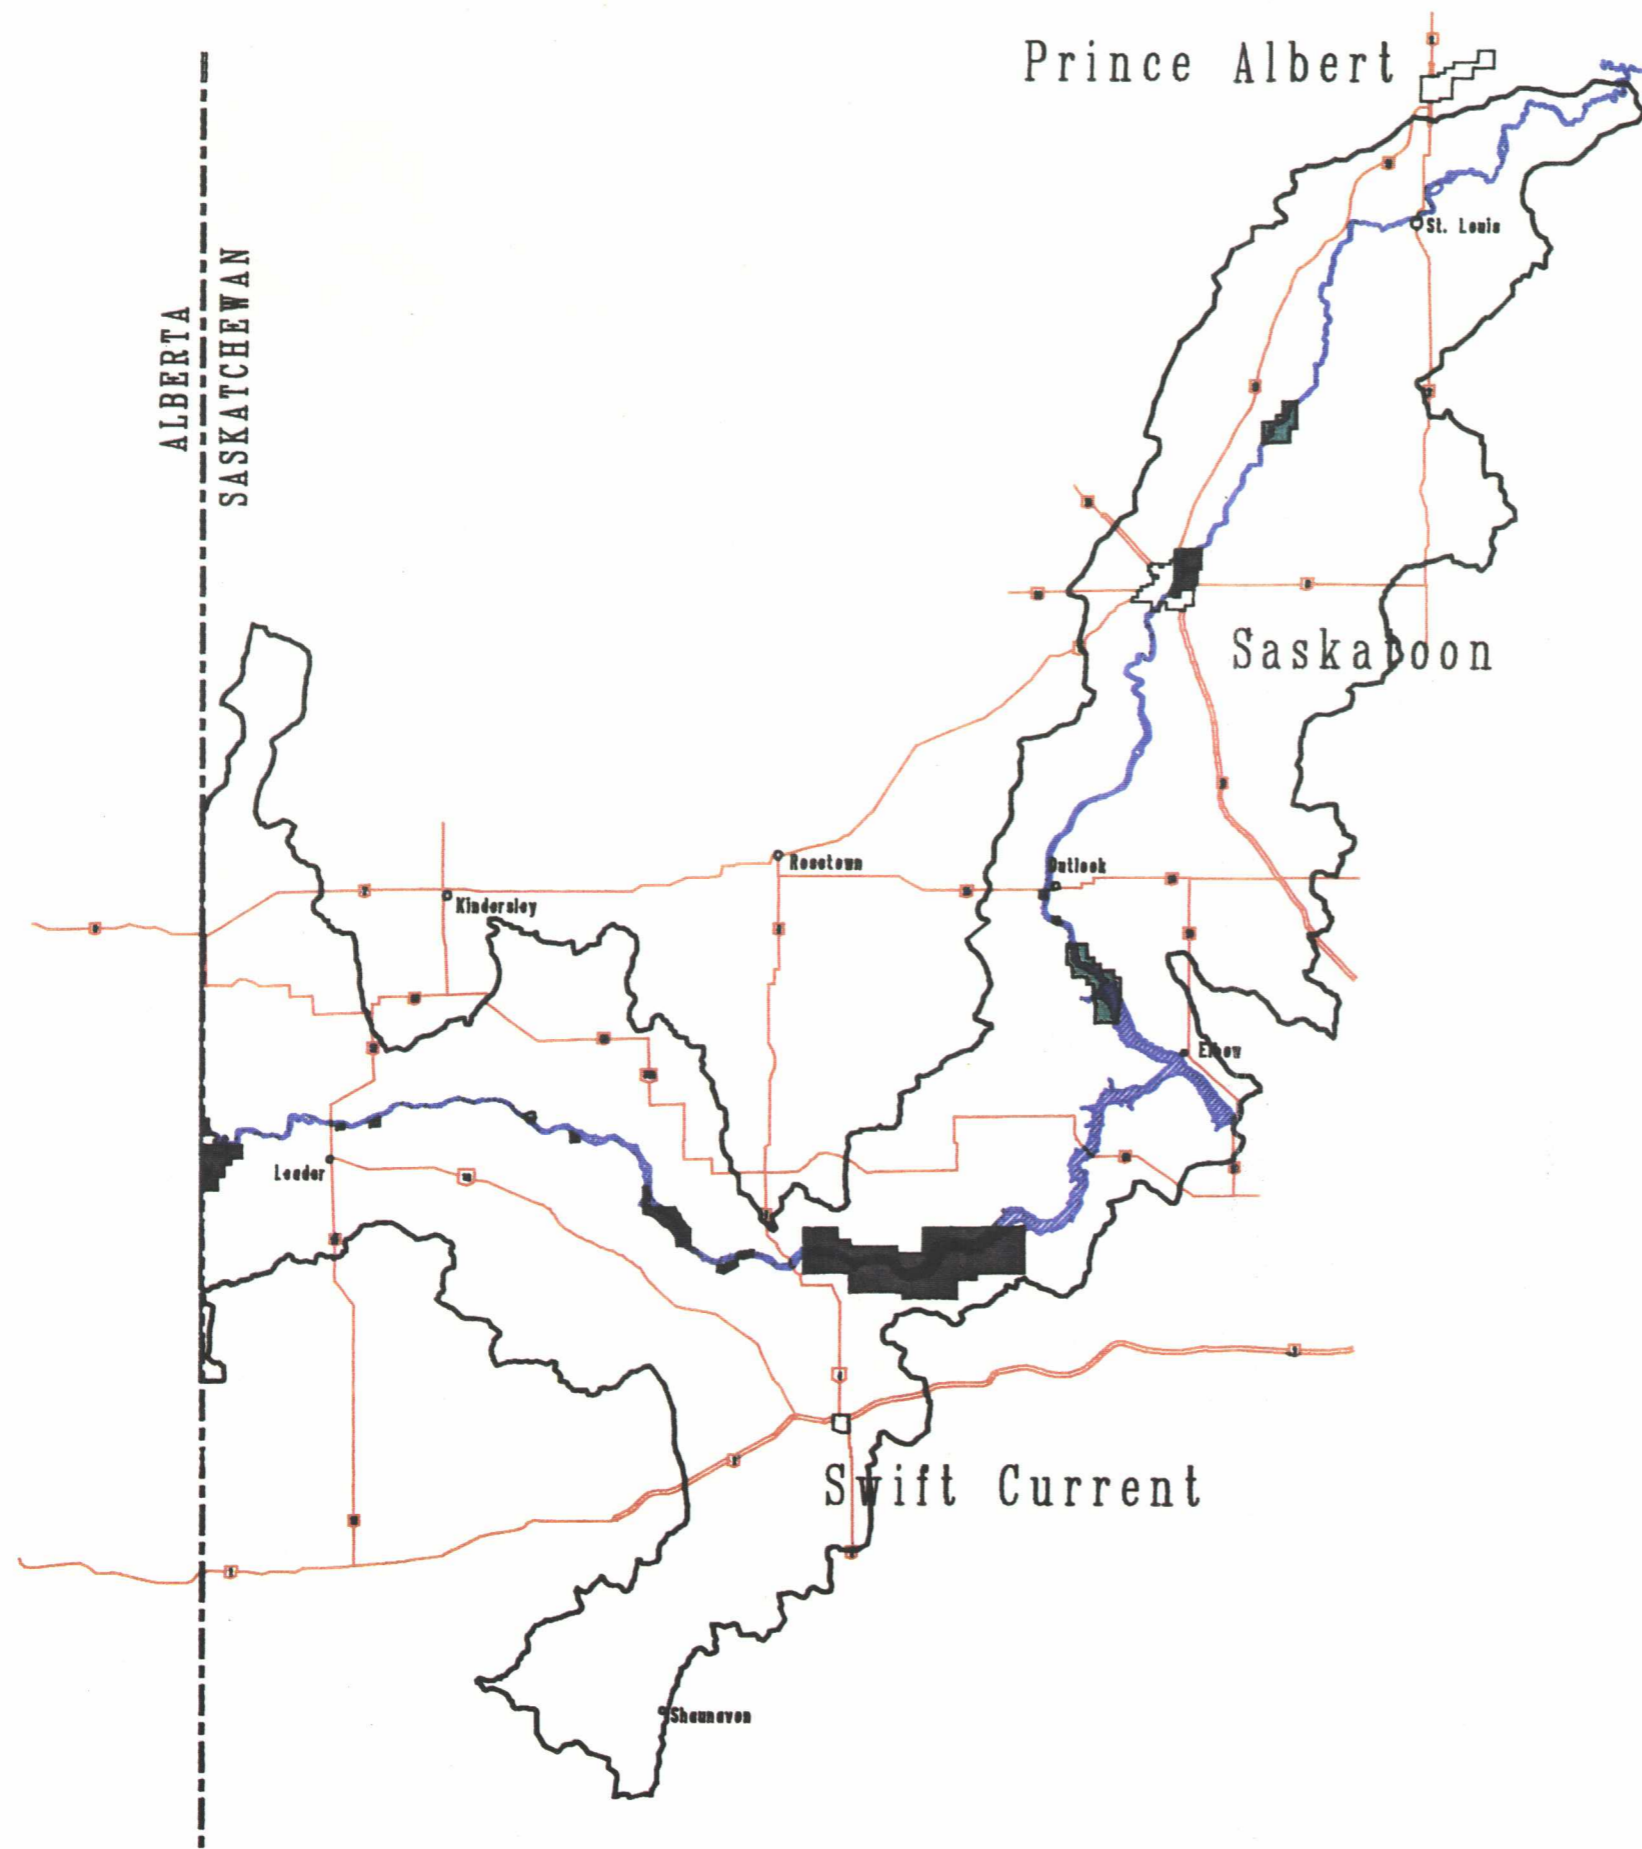 Prince Albert
St. Louis
ALBERTA
SASKATCHEWAN
Saskatoon
Rosetown
Outlook
Kindersley
Elbow
Leader
Swift Current
Shaunavon